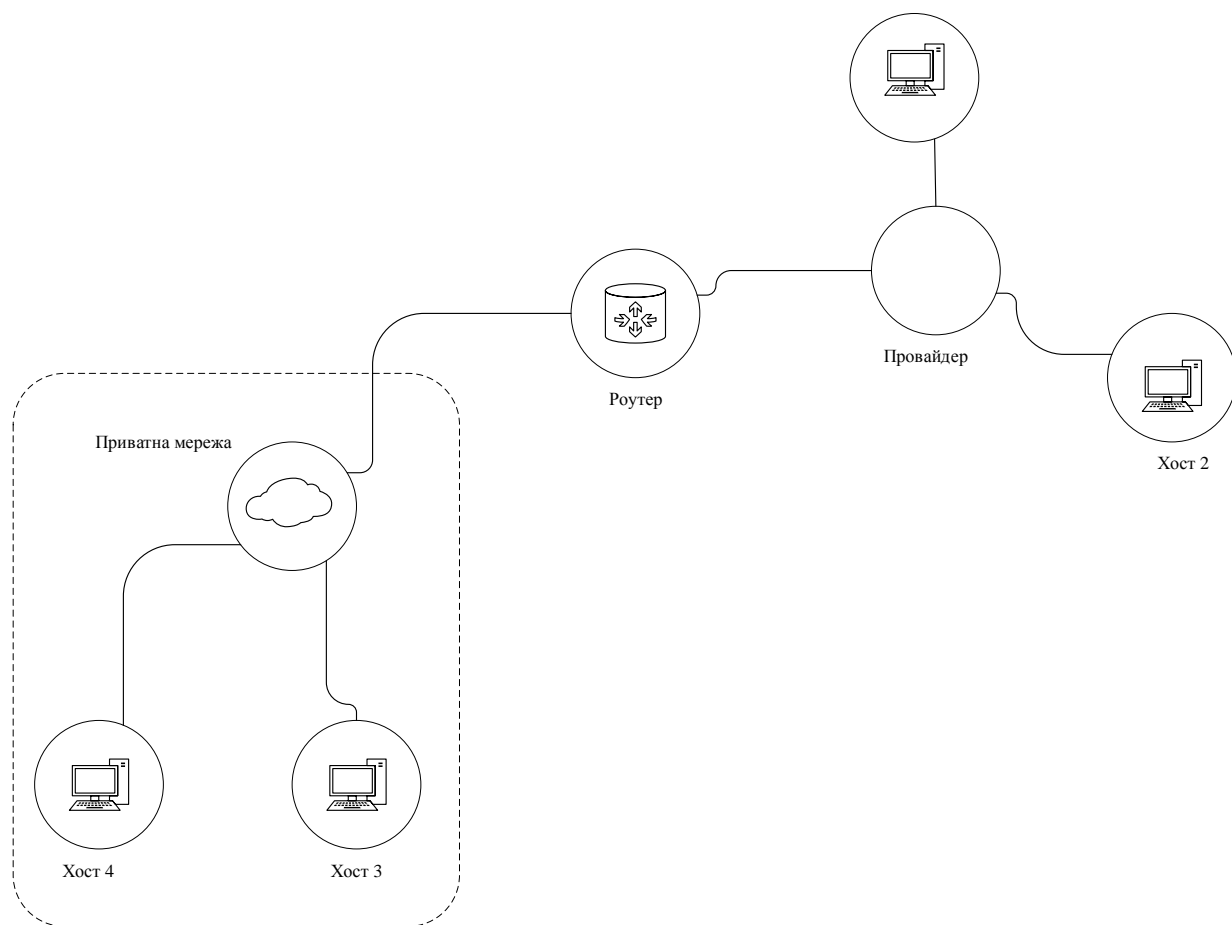 Провайдер
Роутер
Приватна мережа
Хост 2
Хост 4
Хост 3